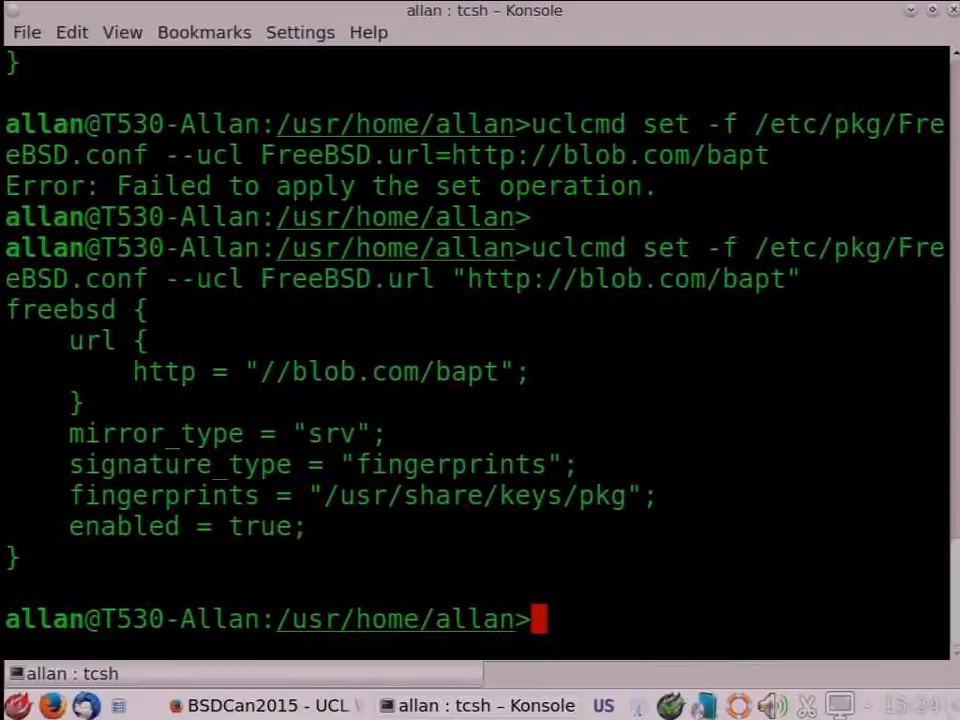 allan : tcsh – Konsole
File Edit View Bookmarks Settings Help
}
allan@T530-Allan:/usr/home/allan>uclcmd set -f /etc/pkg/Fre
eBSD.conf --ucl FreeBSD.url=http://blob.com/bapt
Error: Failed to apply the set operation.
allan@T530-Allan:/usr/home/allan>
allan@T530-Allan:/usr/home/allan>uclcmd set -f /etc/pkg/Fre
eBSD.conf --ucl FreeBSD.url "http://blob.com/bapt"
freebsd {
url {
http = "//blob.com/bapt";
}
mirror_type = "srv";
signature_type = "fingerprints";
fingerprints = "/usr/share/keys/pkg";
enabled = true;
}
allan@T530-Allan:/usr/home/allan>
allan : tcsh
BSDCan2015 - UCL allan : tcsh – Konsole US 15:24